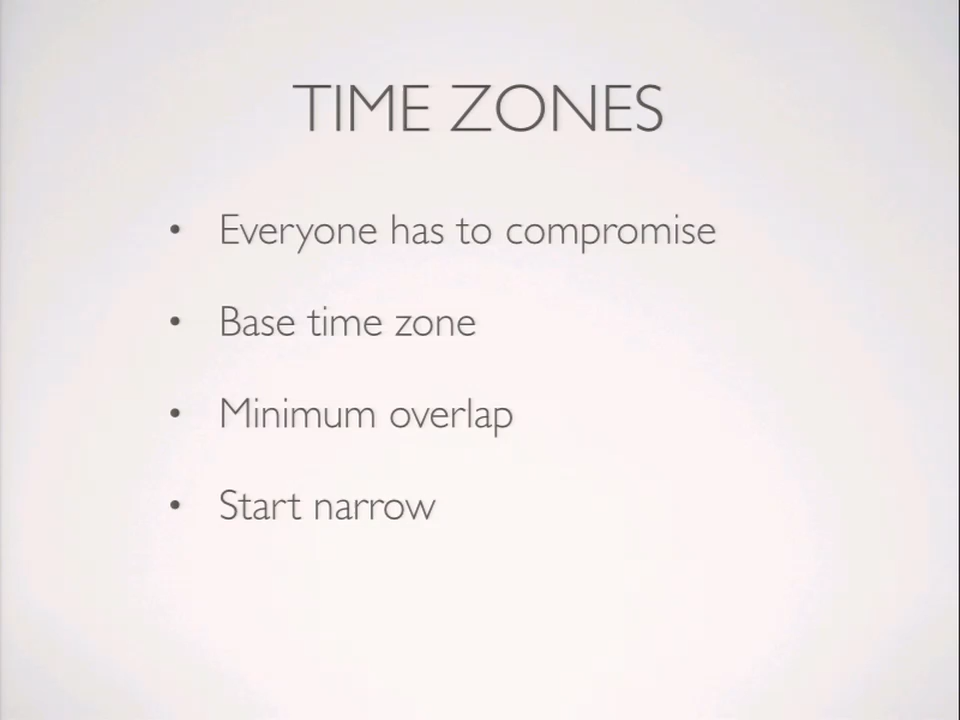 TIME ZONES
• Everyone has to compromise
• Base time zone
• Minimum overlap
• Start narrow